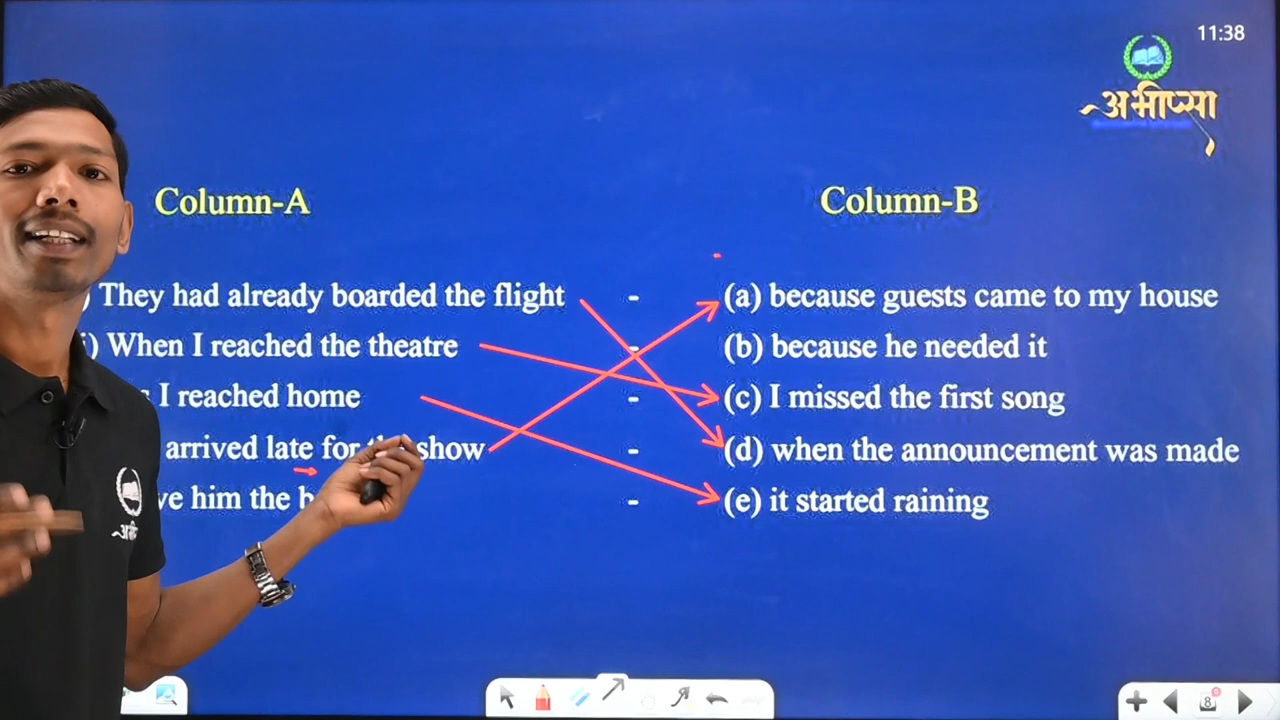 11:38
अभीप्सा
Column-A
Column-B
) They had already boarded the flight - (a) because guests came to my house
i) When I reached the theatre - (b) because he needed it
s I reached home - (c) I missed the first song
arrived late for the show - (d) when the announcement was made
ve him the b - (e) it started raining
8